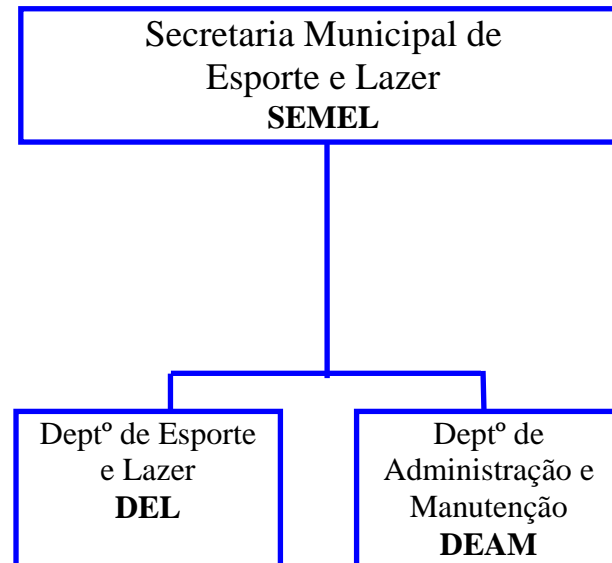 Secretaria Municipal de
Esporte e Lazer
SEMEL
Deptº de Esporte
e Lazer
DEL
Deptº de
Administração e
Manutenção
DEAM